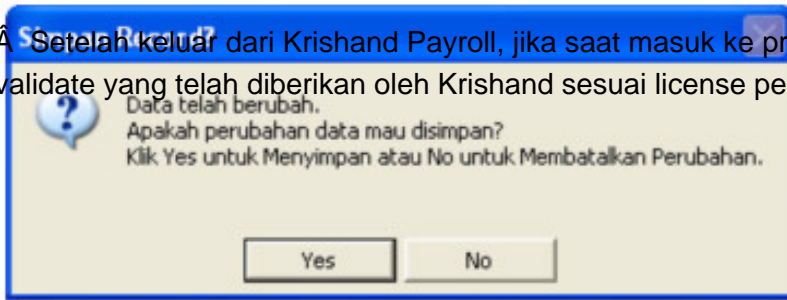 Simpan Record?
Â Setelah keluar dari Krishand Payroll, jika saat masuk ke pr
validate yang telah diberikan oleh Krishand sesuai license pe
Data telah berubah.
Apakah perubahan data mau disimpan?
Klik Yes untuk Menyimpan atau No untuk Membatalkan Perubahan.
Yes
No